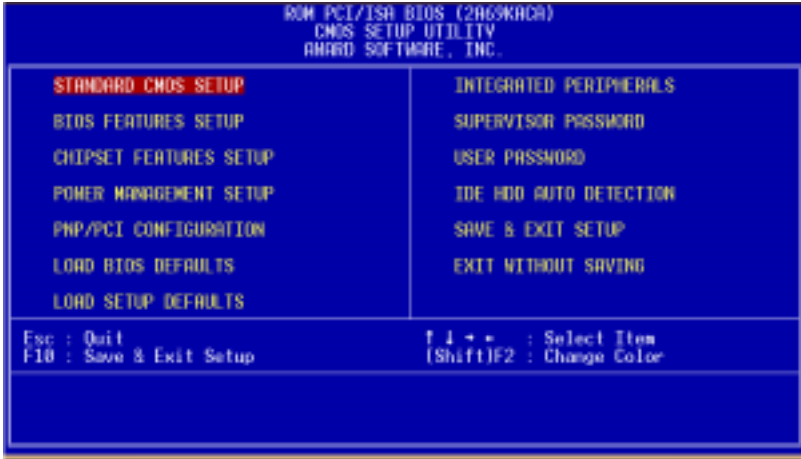 ROM PCI/ISA BIOS (2A69KACA)
CMOS SETUP UTILITY
AWARD SOFTWARE, INC.
STANDARD CMOS SETUP
BIOS FEATURES SETUP
CHIPSET FEATURES SETUP
POWER MANAGEMENT SETUP
PNP/PCI CONFIGURATION
LOAD BIOS DEFAULTS
LOAD SETUP DEFAULTS
INTEGRATED PERIPHERALS
SUPERVISOR PASSWORD
USER PASSWORD
IDE HDD AUTO DETECTION
SAVE & EXIT SETUP
EXIT WITHOUT SAVING
Esc : Quit
F10 : Save & Exit Setup
↑ ↓ → ← : Select Item
(Shift)F2 : Change Color